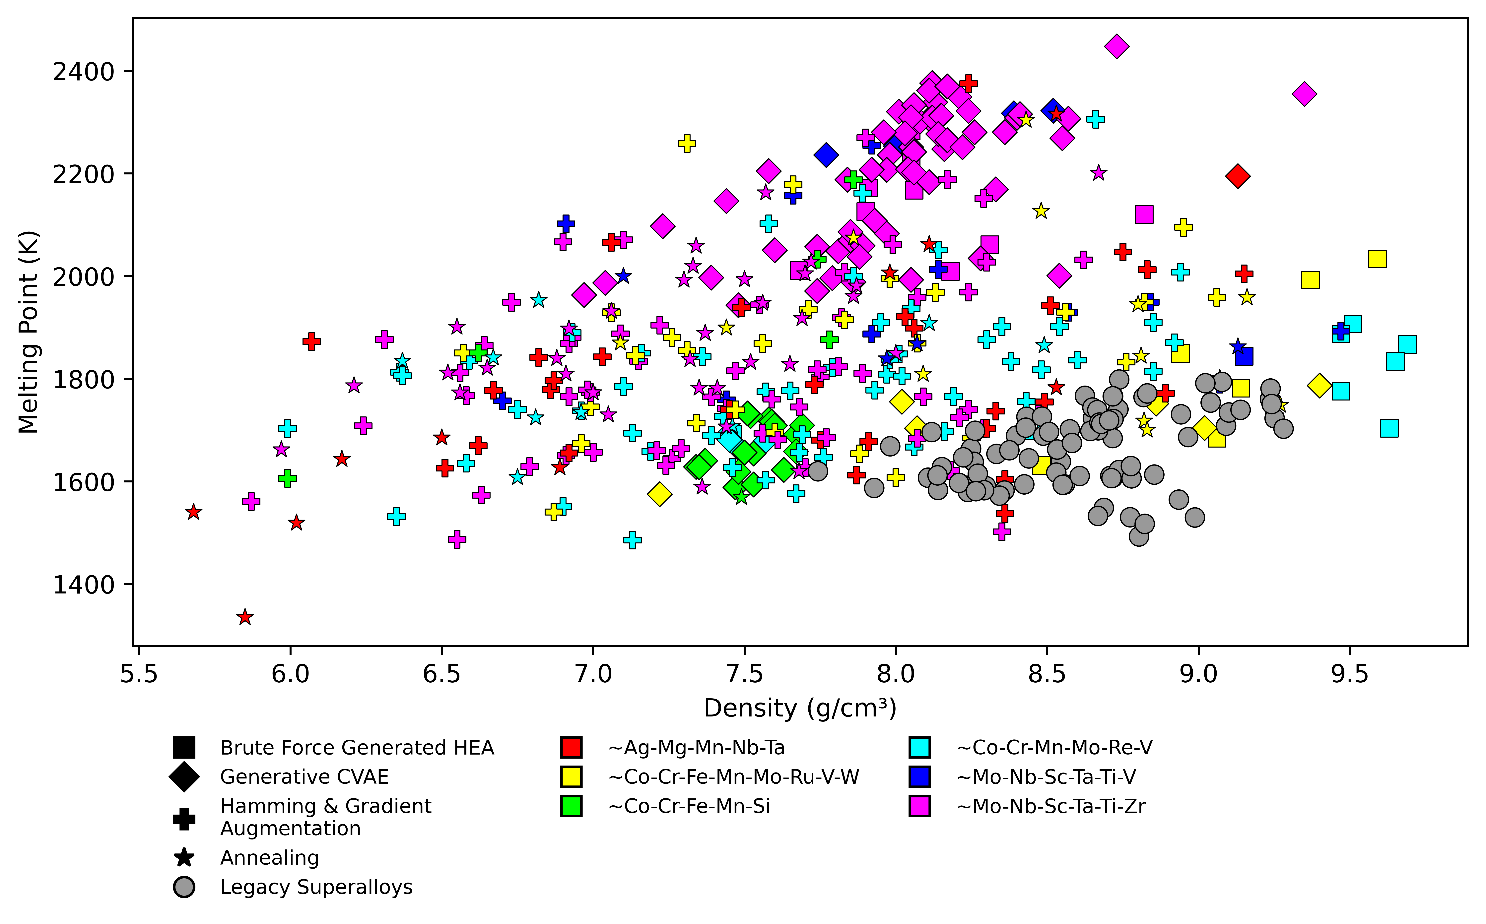 2400
2200
2000
1800
1600
1400
Melting Point (K)
5.5 6.0 6.5 7.0 7.5 8.0 8.5 9.0 9.5
Density (g/cm³)
Brute Force Generated HEA
Generative CVAE
Hamming & Gradient
Augmentation
Annealing
Legacy Superalloys
~Ag-Mg-Mn-Nb-Ta
~Co-Cr-Fe-Mn-Mo-Ru-V-W
~Co-Cr-Fe-Mn-Si
~Co-Cr-Mn-Mo-Re-V
~Mo-Nb-Sc-Ta-Ti-V
~Mo-Nb-Sc-Ta-Ti-Zr